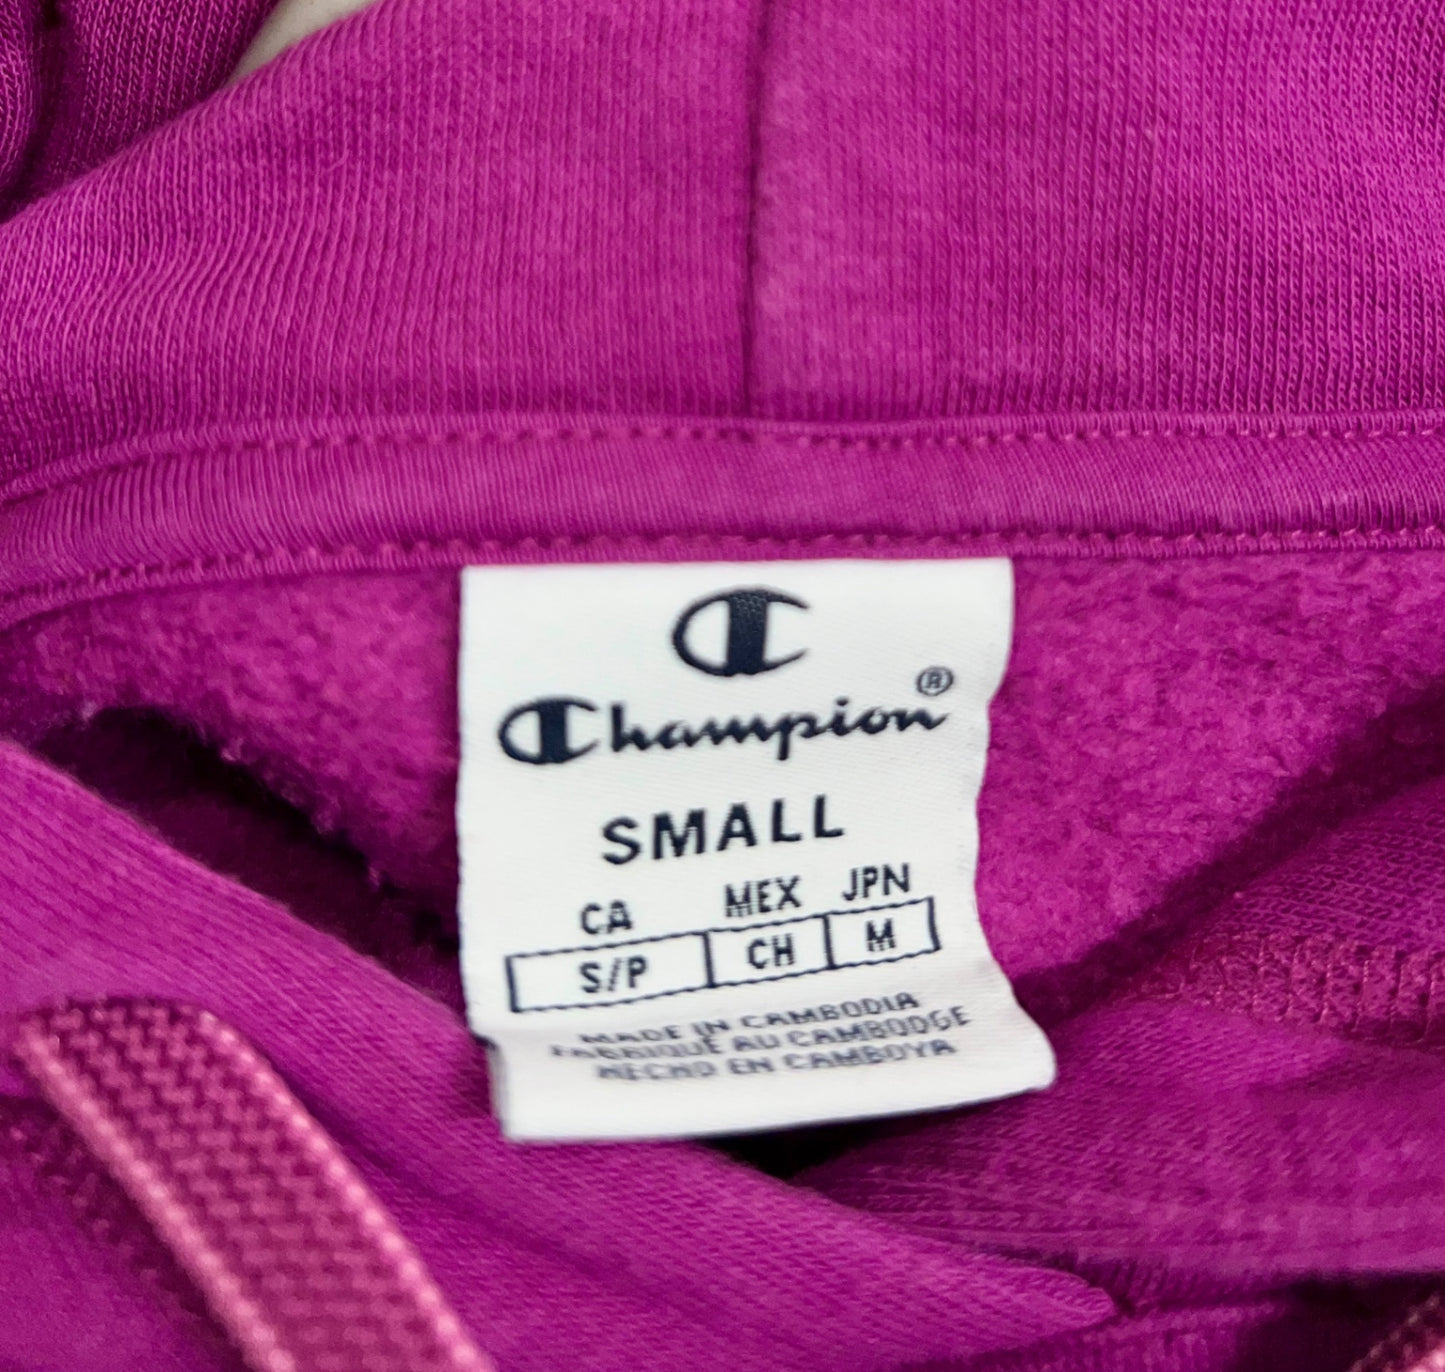 Champion®
SMALL
CA MEX JPN
S/P CH M
MADE IN CAMBODIA
FABRIQUÉ AU CAMBODGE
HECHO EN CAMBOYA